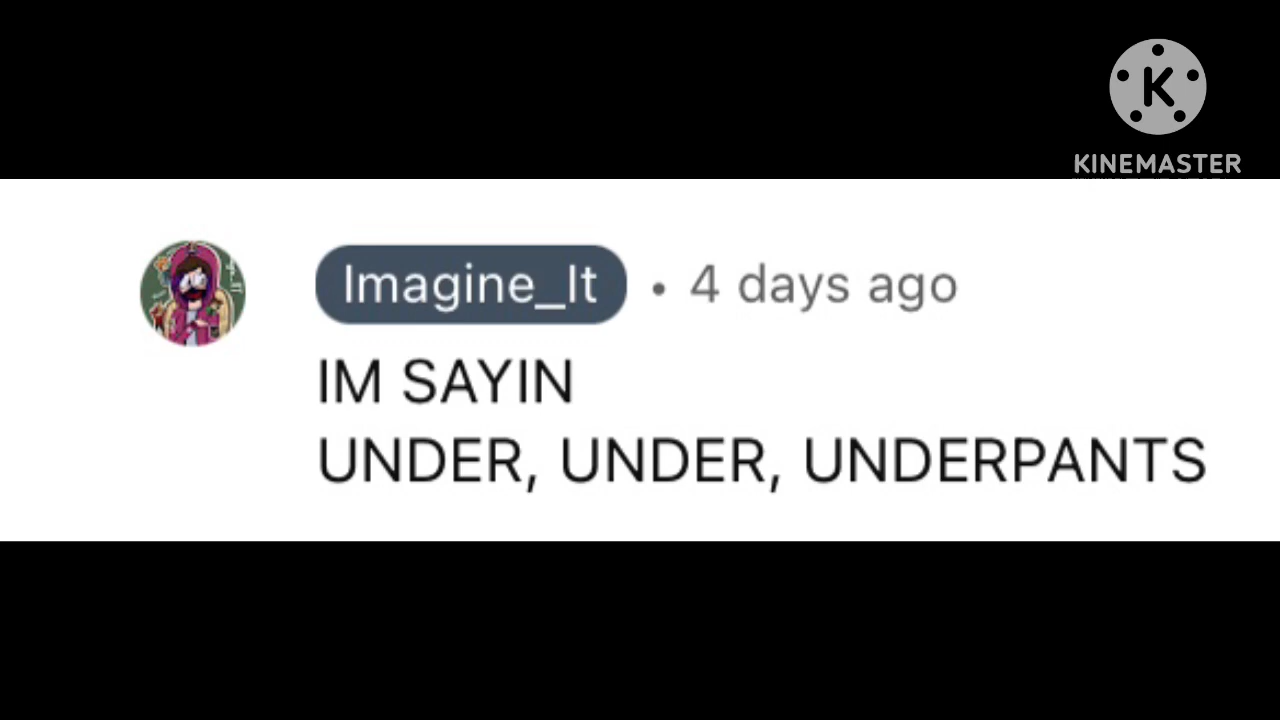 K
KINEMASTER
Imagine_It • 4 days ago
IM SAYIN
UNDER, UNDER, UNDERPANTS